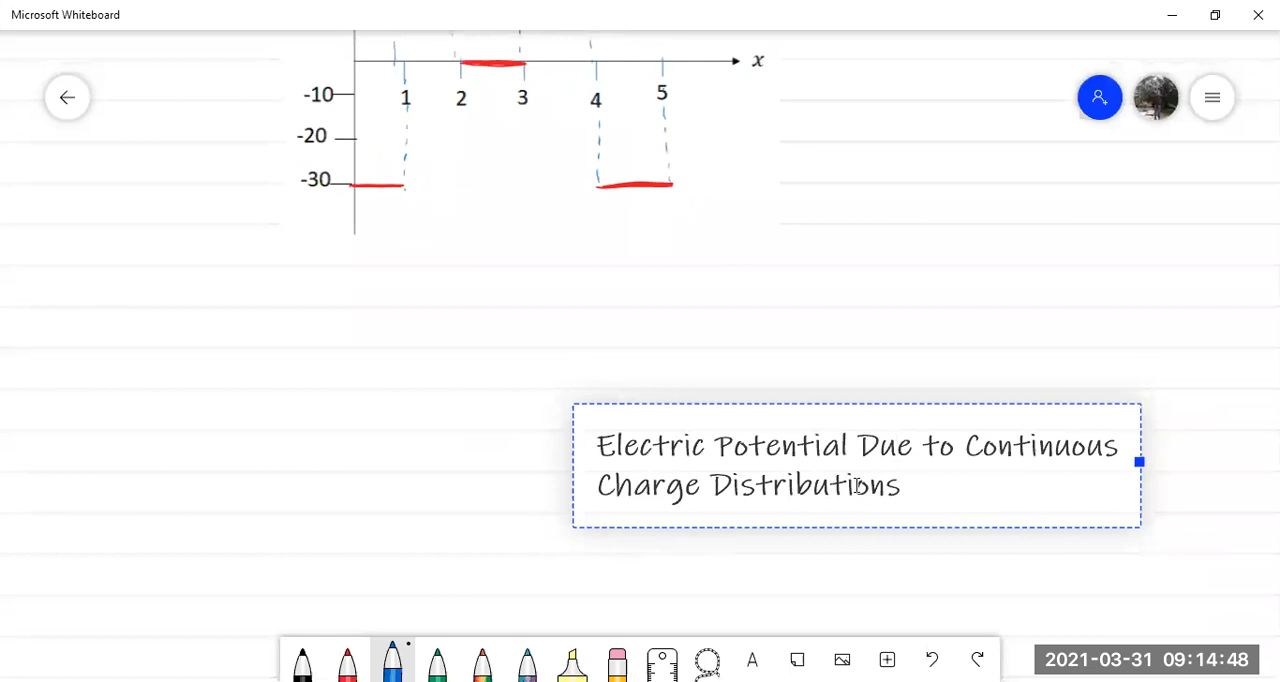 Microsoft Whiteboard
x
-10
1 2 3 4 5
-20
-30
Electric Potential Due to Continuous
Charge Distributions
A
2021-03-31 09:14:48